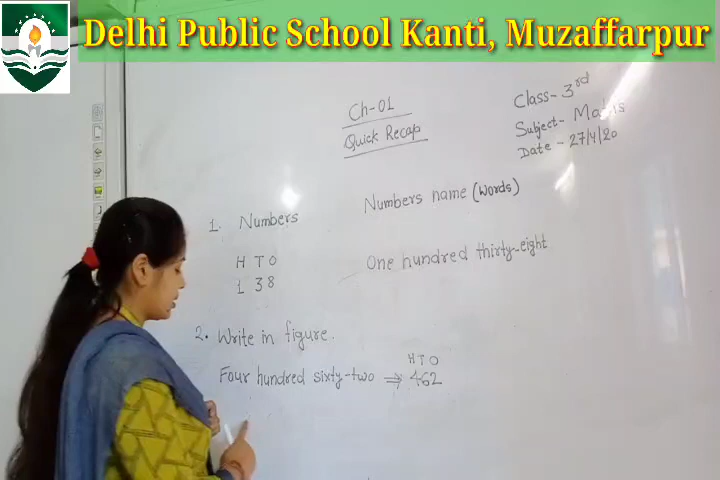 Delhi Public School Kanti, Muzaffarpur
Ch-01
Quick Recap
Class- 3rd
Subject- Maths
Date - 27/4/20
1. Numbers
Numbers name (words)
H T O
1 3 8
One hundred thirty-eight
2. Write in figure.
H T O
Four hundred sixty-two ⇒ 462